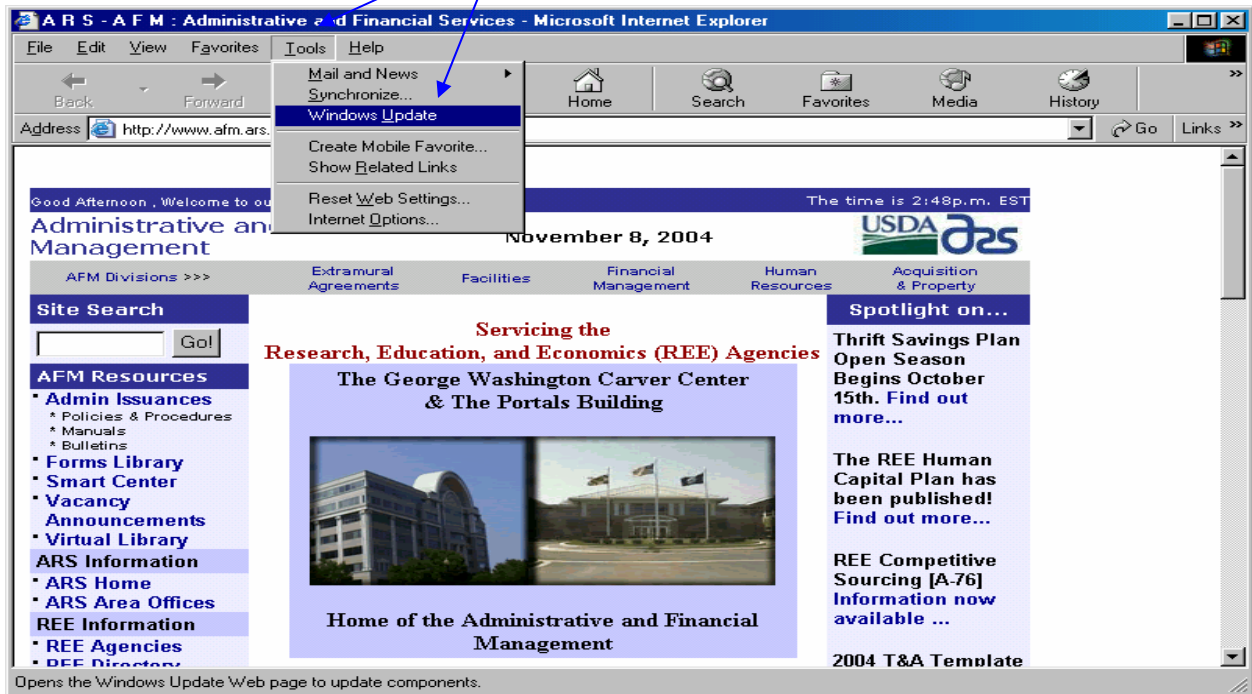 A R S - A F M : Administrative and Financial Services - Microsoft Internet Explorer
File Edit View Favorites Tools Help
Mail and News
Synchronize...
Windows Update
Create Mobile Favorite...
Show Related Links
Reset Web Settings...
Internet Options...
Back Forward Home Search Favorites Media History »
Address http://www.afm.ars. Go Links »
Good Afternoon , Welcome to ou The time is 2:48p.m. EST
Administrative an
Management
November 8, 2004
USDA ars
AFM Divisions >>>
Extramural
Agreements
Facilities
Financial
Management
Human
Resources
Acquisition
& Property
Site Search
Go!
AFM Resources
Admin Issuances
* Policies & Procedures
* Manuals
* Bulletins
Forms Library
Smart Center
Vacancy
Announcements
Virtual Library
ARS Information
ARS Home
ARS Area Offices
REE Information
REE Agencies
REE Directory
Servicing the
Research, Education, and Economics (REE) Agencies
The George Washington Carver Center
& The Portals Building
Home of the Administrative and Financial
Management
Spotlight on...
Thrift Savings Plan
Open Season
Begins October
15th. Find out
more...
The REE Human
Capital Plan has
been published!
Find out more...
REE Competitive
Sourcing [A-76]
Information now
available ...
2004 T&A Template
Opens the Windows Update Web page to update components.